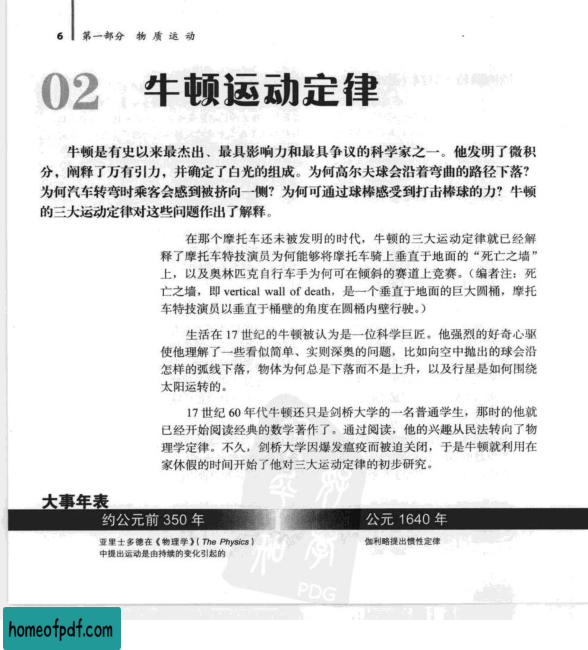 6 第一部分 物质运动
02 牛顿运动定律
牛顿是有史以来最杰出、最具影响力和最具争议的科学家之一。他发明了微积
分，阐释了万有引力，并确定了白光的组成。为何高尔夫球会沿着弯曲的路径下落？
为何汽车转弯时乘客会感到被挤向一侧？为何可通过球棒感受到打击棒球的力？牛顿
的三大运动定律对这些问题作出了解释。
在那个摩托车还未被发明的时代，牛顿的三大运动定律就已经解
释了摩托车特技演员为何能够将摩托车骑上垂直于地面的“死亡之墙”
上，以及奥林匹克自行车手为何可在倾斜的赛道上竞赛。（编者注：死
亡之墙，即 vertical wall of death，是一个垂直于地面的巨大圆桶，摩托
车特技演员以垂直于桶壁的角度在圆桶内壁行驶。）
生活在 17 世纪的牛顿被认为是一位科学巨匠。他强烈的好奇心驱
使他理解了一些看似简单、实则深奥的问题，比如向空中抛出的球会沿
怎样的弧线下落，物体为何总是下落而不是上升，以及行星是如何围绕
太阳运转的。
17 世纪 60 年代牛顿还只是剑桥大学的一名普通学生，那时的他就
已经开始阅读经典的数学著作了。通过阅读，他的兴趣从民法转向了物
理学定律。不久，剑桥大学因爆发瘟疫而被迫关闭，于是牛顿就利用在
家休假的时间开始了他对三大运动定律的初步研究。
大事年表
约公元前 350 年
公元 1640 年
亚里士多德在《物理学》(The Physics)
中提出运动是由持续的变化引起的
伽利略提出惯性定律
PDG
homeofpdf.com